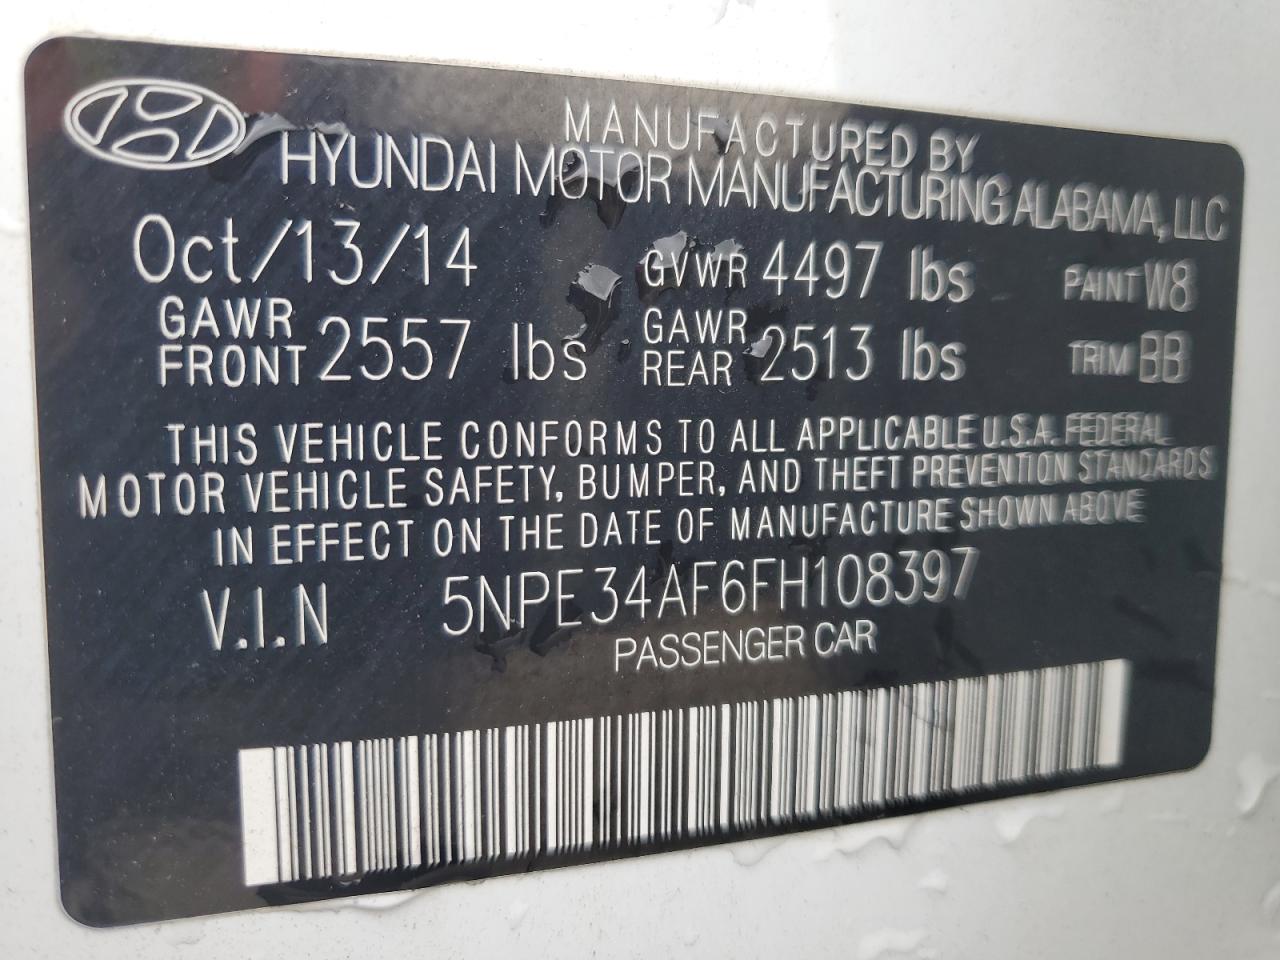 MANUFACTURED BY
HYUNDAI MOTOR MANUFACTURING ALABAMA, LLC
Oct/13/14 GVWR 4497 lbs PAINT W8
GAWR FRONT 2557 lbs GAWR REAR 2513 lbs TRIM BB
THIS VEHICLE CONFORMS TO ALL APPLICABLE U.S.A. FEDERAL
MOTOR VEHICLE SAFETY, BUMPER, AND THEFT PREVENTION STANDARDS
IN EFFECT ON THE DATE OF MANUFACTURE SHOWN ABOVE
V.I.N 5NPE34AF6FH108397
PASSENGER CAR